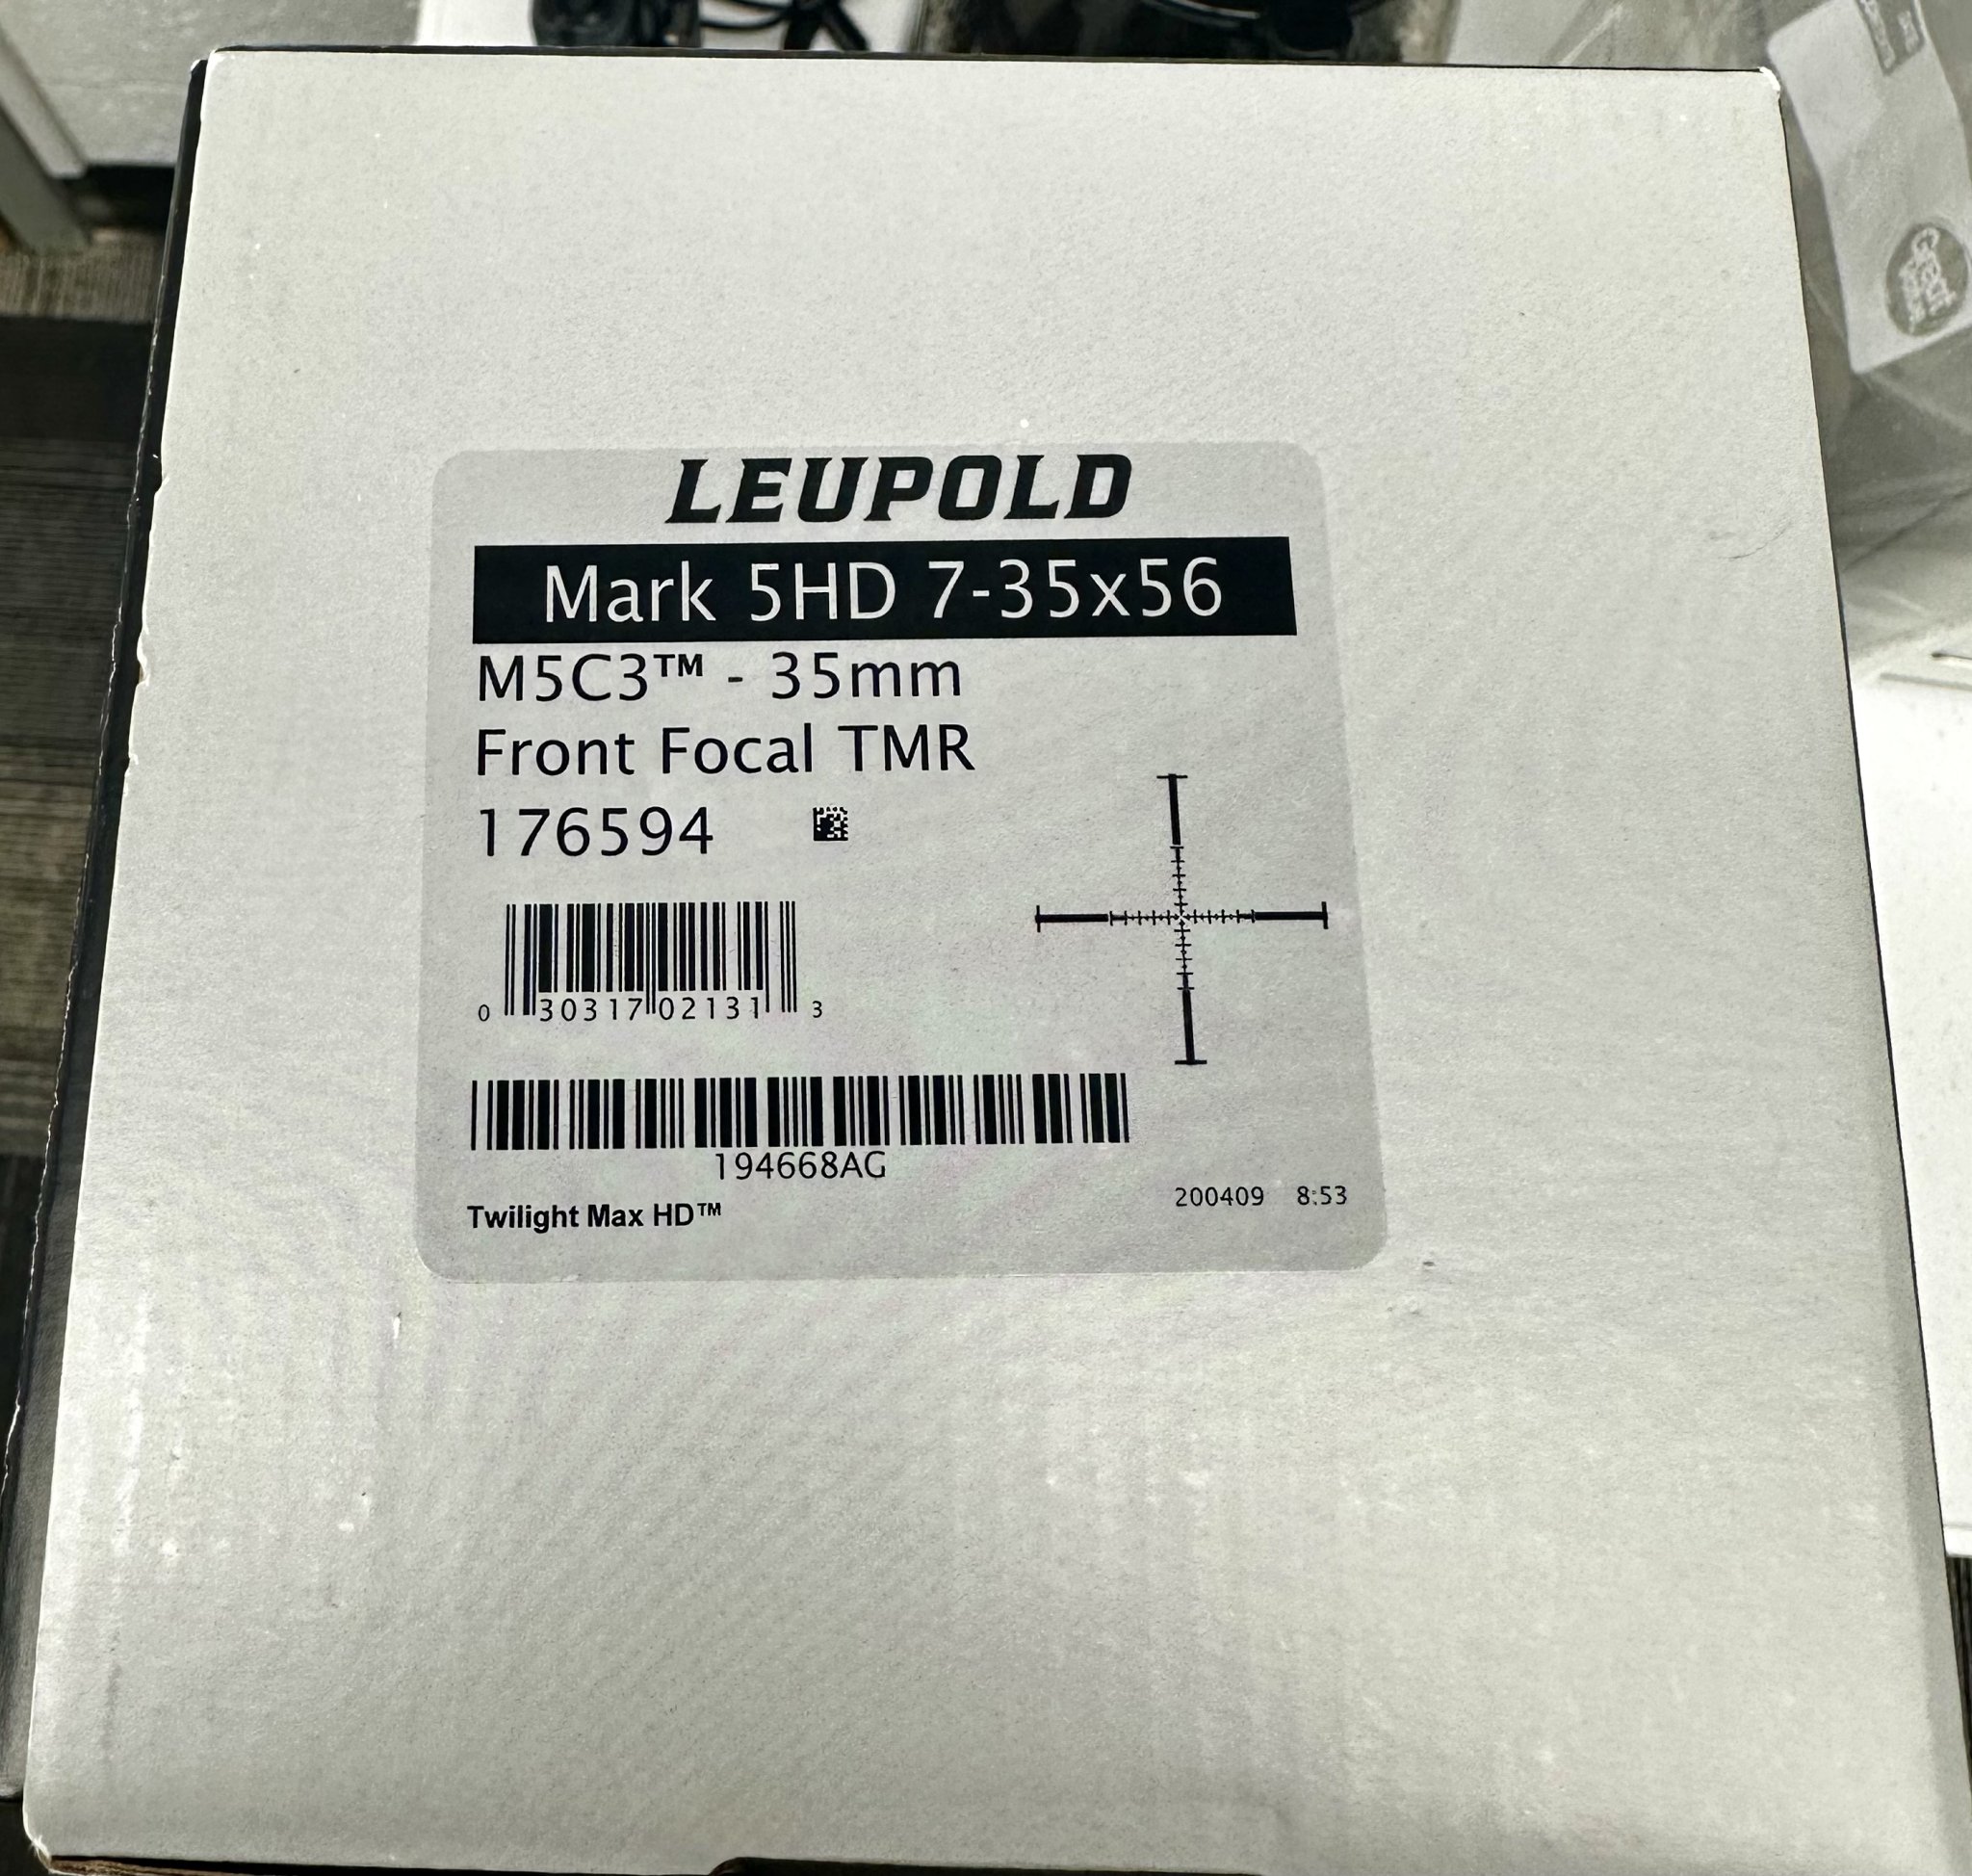 LEUPOLD
Mark 5HD 7-35x56
M5C3™ - 35mm
Front Focal TMR
176594
0 30317 02131 3
194668AG
Twilight Max HD™
200409 8:53